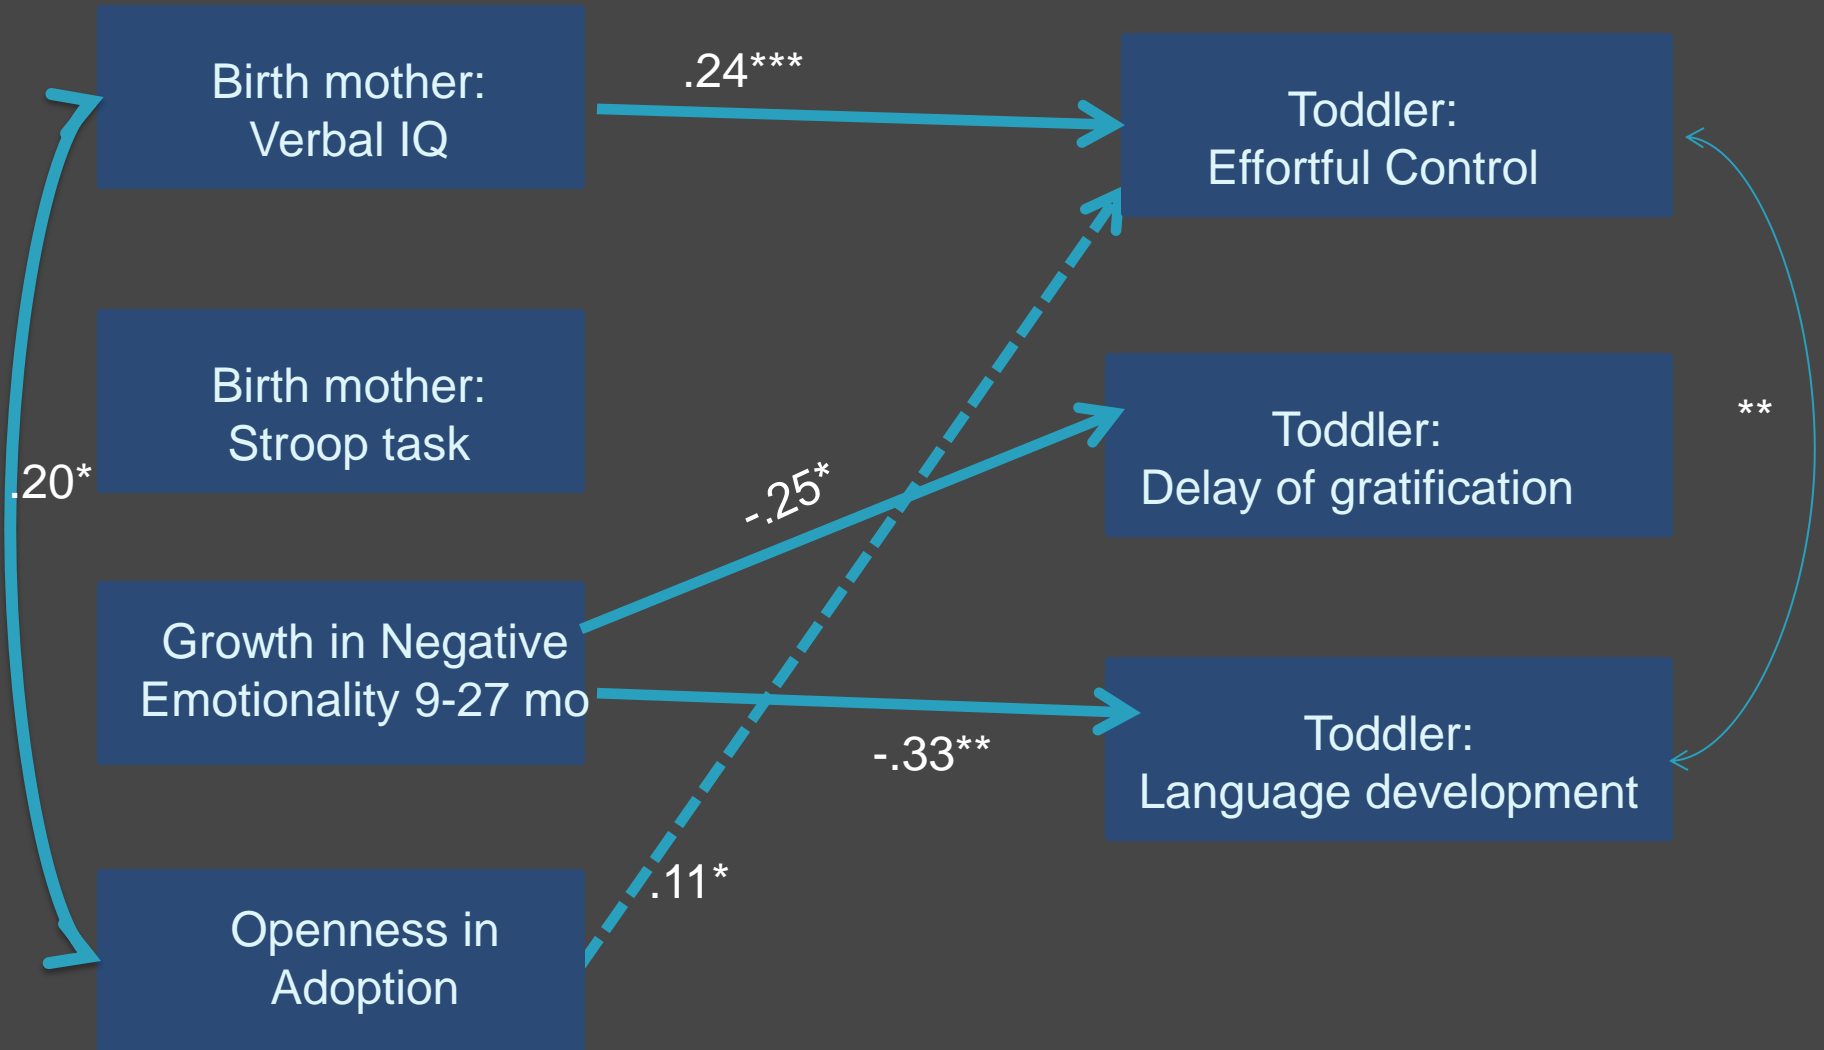 Birth mother:
Verbal IQ
.24***
Toddler:
Effortful Control
Birth mother:
Stroop task
.20*
-.25*
Toddler:
Delay of gratification
**
Growth in Negative
Emotionality 9-27 mo
-.33**
Toddler:
Language development
.11*
Openness in
Adoption